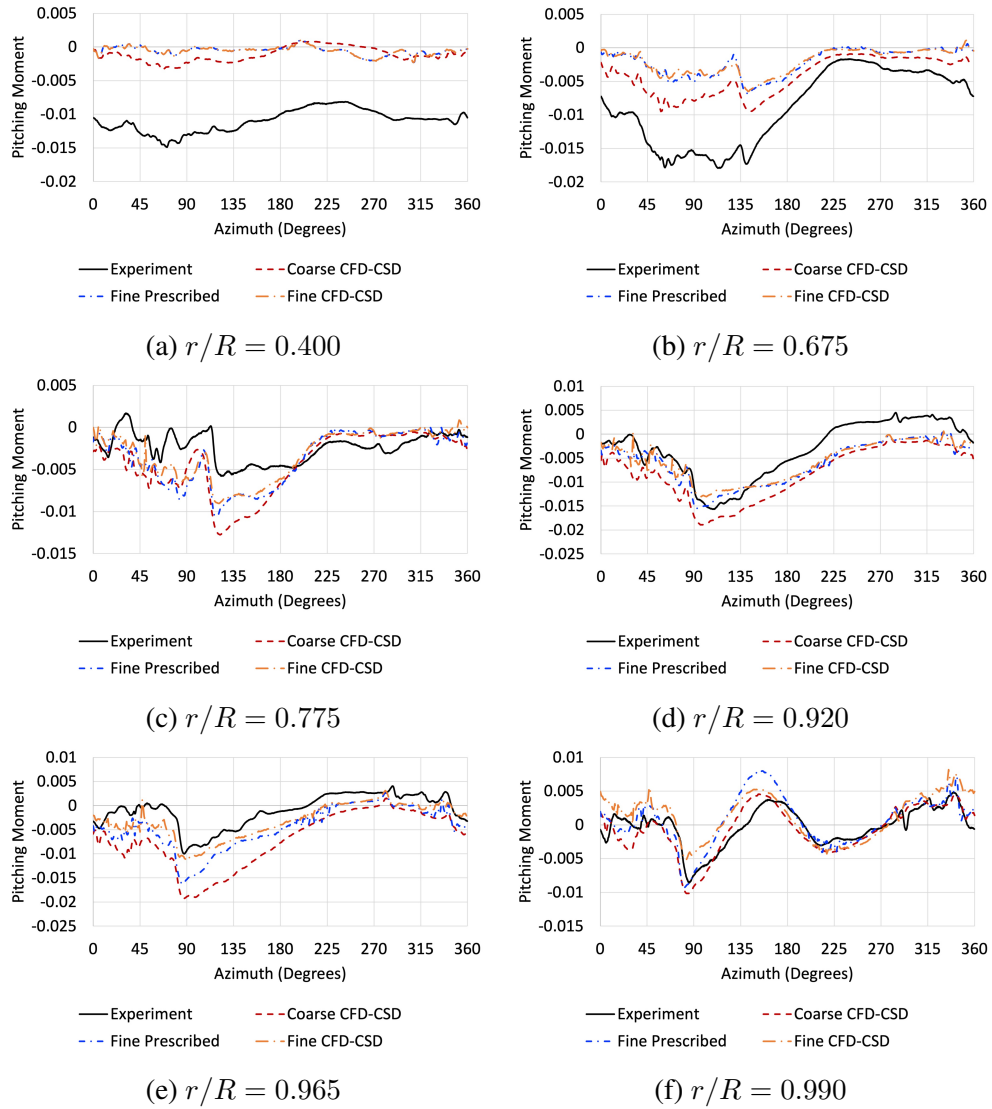 0.005
0
-0.005
-0.01
-0.015
-0.02
Pitching Moment
0 45 90 135 180 225 270 315 360
Azimuth (Degrees)
Experiment Coarse CFD-CSD
Fine Prescribed Fine CFD-CSD
(a) r/R = 0.400
0.005
0
-0.005
-0.01
-0.015
-0.02
Pitching Moment
0 45 90 135 180 225 270 315 360
Azimuth (Degrees)
Experiment Coarse CFD-CSD
Fine Prescribed Fine CFD-CSD
(b) r/R = 0.675
0.005
0
-0.005
-0.01
-0.015
Pitching Moment
0 45 90 135 180 225 270 315 360
Azimuth (Degrees)
Experiment Coarse CFD-CSD
Fine Prescribed Fine CFD-CSD
(c) r/R = 0.775
0.01
0.005
0
-0.005
-0.01
-0.015
-0.02
-0.025
Pitching Moment
0 45 90 135 180 225 270 315 360
Azimuth (Degrees)
Experiment Coarse CFD-CSD
Fine Prescribed Fine CFD-CSD
(d) r/R = 0.920
0.01
0.005
0
-0.005
-0.01
-0.015
-0.02
-0.025
Pitching Moment
0 45 90 135 180 225 270 315 360
Azimuth (Degrees)
Experiment Coarse CFD-CSD
Fine Prescribed Fine CFD-CSD
(e) r/R = 0.965
0.01
0.005
0
-0.005
-0.01
-0.015
Pitching Moment
0 45 90 135 180 225 270 315 360
Azimuth (Degrees)
Experiment Coarse CFD-CSD
Fine Prescribed Fine CFD-CSD
(f) r/R = 0.990